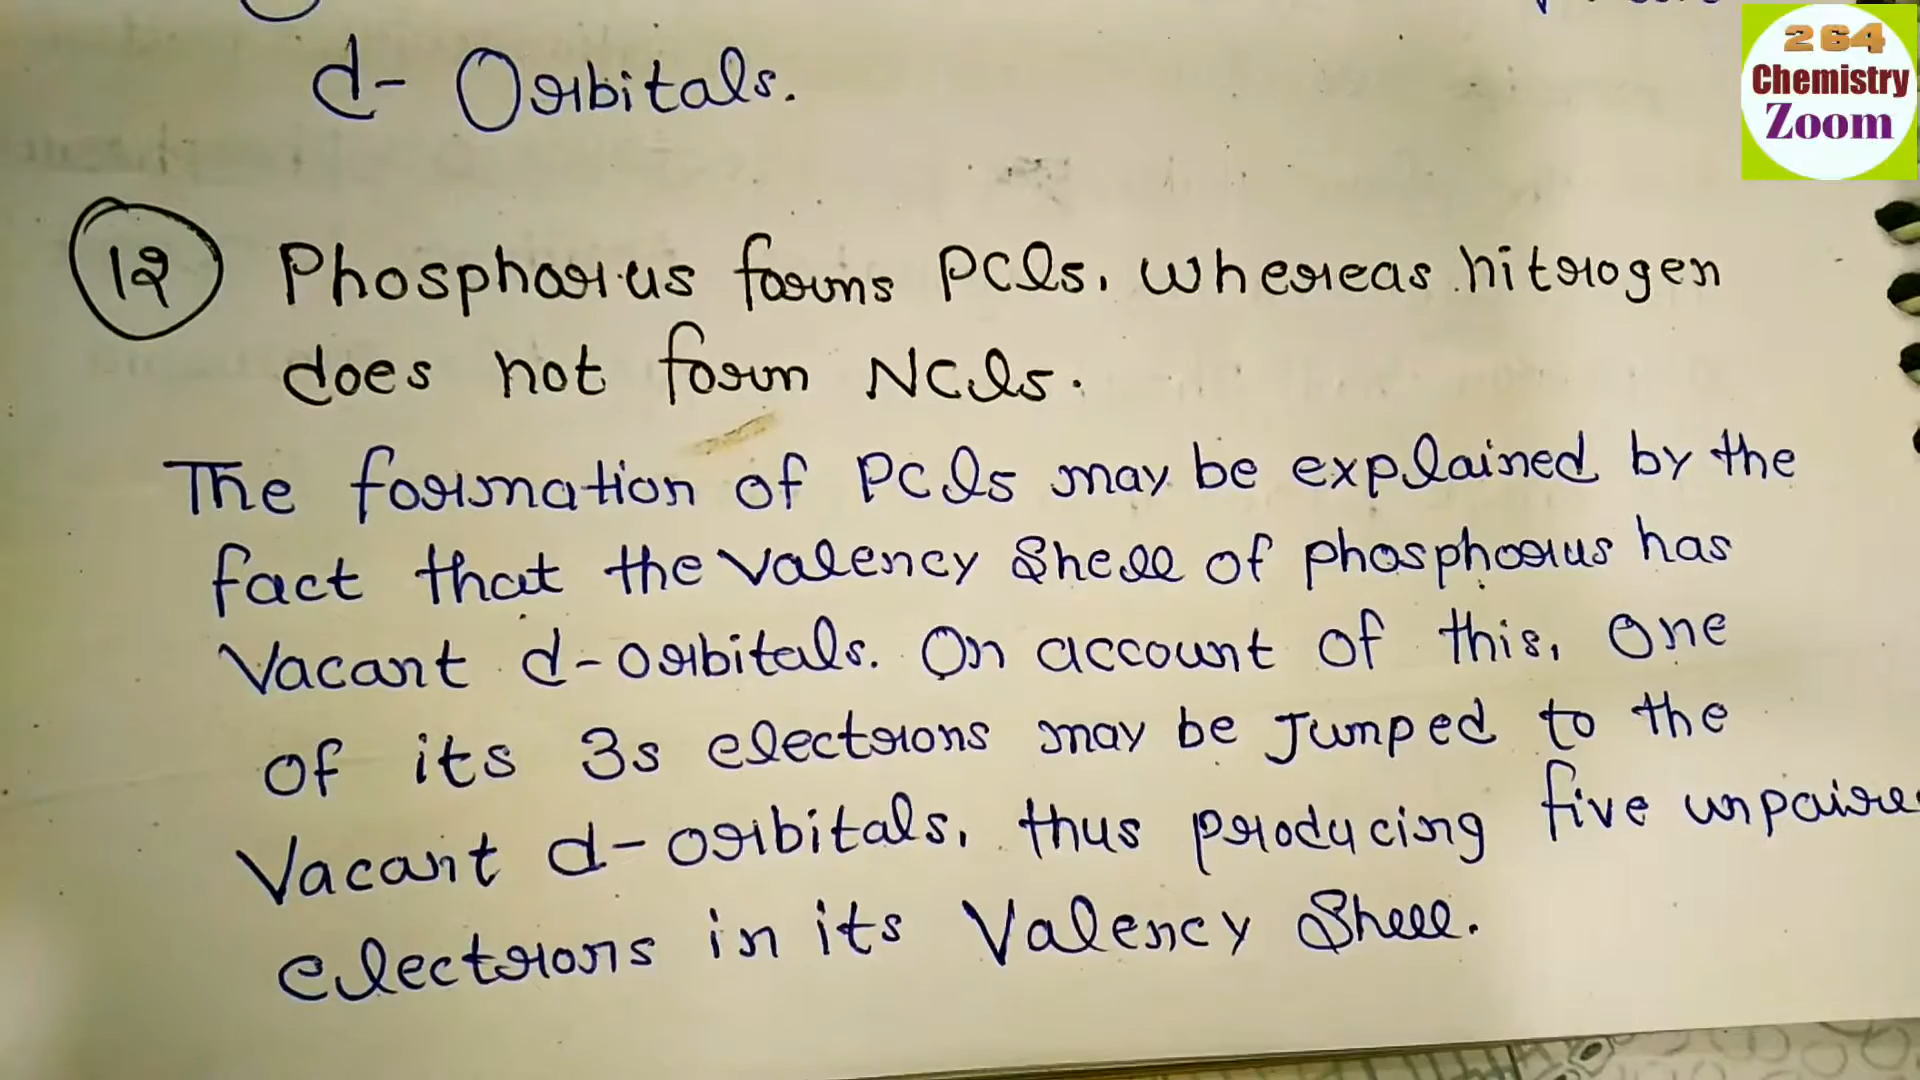 d- Orbitals.
264
Chemistry
Zoom
12 Phosphorus forms PCl5, whereas nitrogen
does not form NCl5.
The formation of PCl5 may be explained by the
fact that the Valency Shell of phosphorus has
Vacant d-orbitals. On account of this, One
of its 3s electrons may be Jumped to the
Vacant d-orbitals, thus producing five unpaire
electrons in its Valency Shell.